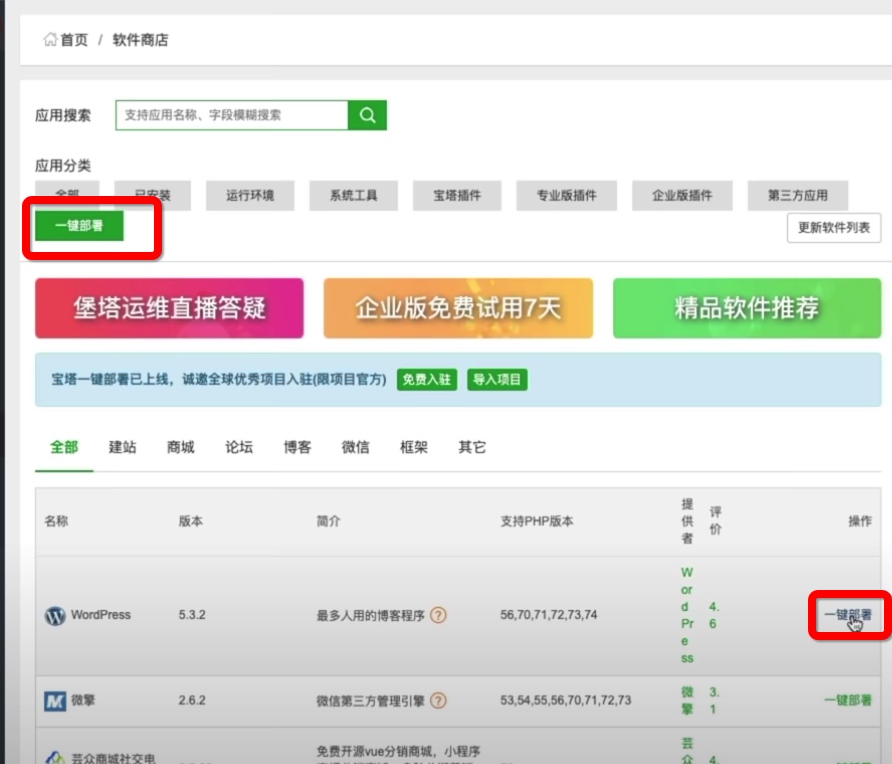 首页 / 软件商店
应用搜索 支持应用名称、字段模糊搜索
应用分类
全部 已安装 运行环境 系统工具 宝塔插件 专业版插件 企业版插件 第三方应用
一键部署 更新软件列表
堡塔运维直播答疑 企业版免费试用7天 精品软件推荐
宝塔一键部署已上线，诚邀全球优秀项目入驻(限项目官方) 免费入驻 导入项目
全部 建站 商城 论坛 博客 微信 框架 其它
名称 版本 简介 支持PHP版本 提供者 评价 操作
WordPress 5.3.2 最多人用的博客程序 ? 56,70,71,72,73,74 WordPress 4.6 一键部署
微擎 2.6.2 微信第三方管理引擎 ? 53,54,55,56,70,71,72,73 微擎 3.1 一键部署
芸众商城社交电 免费开源vue分销商城，小程序 芸众 4.